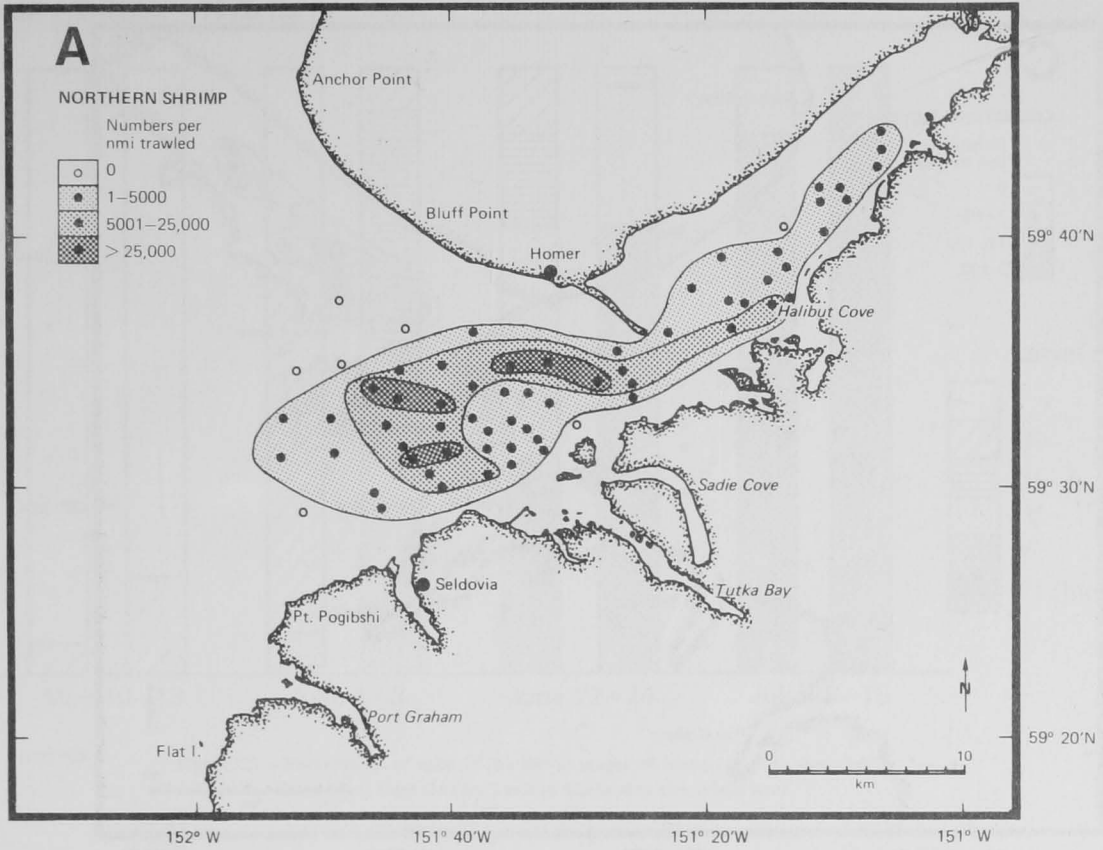 A
NORTHERN SHRIMP
Numbers per
nmi trawled
0
1–5000
5001–25,000
> 25,000
Anchor Point
Bluff Point
Homer
59° 40'N
Halibut Cove
59° 30'N
Sadie Cove
Seldovia
Tutka Bay
Pt. Pogibshi
N
Port Graham
Flat I.
59° 20'N
0 10
km
152° W
151° 40'W
151° 20'W
151° W